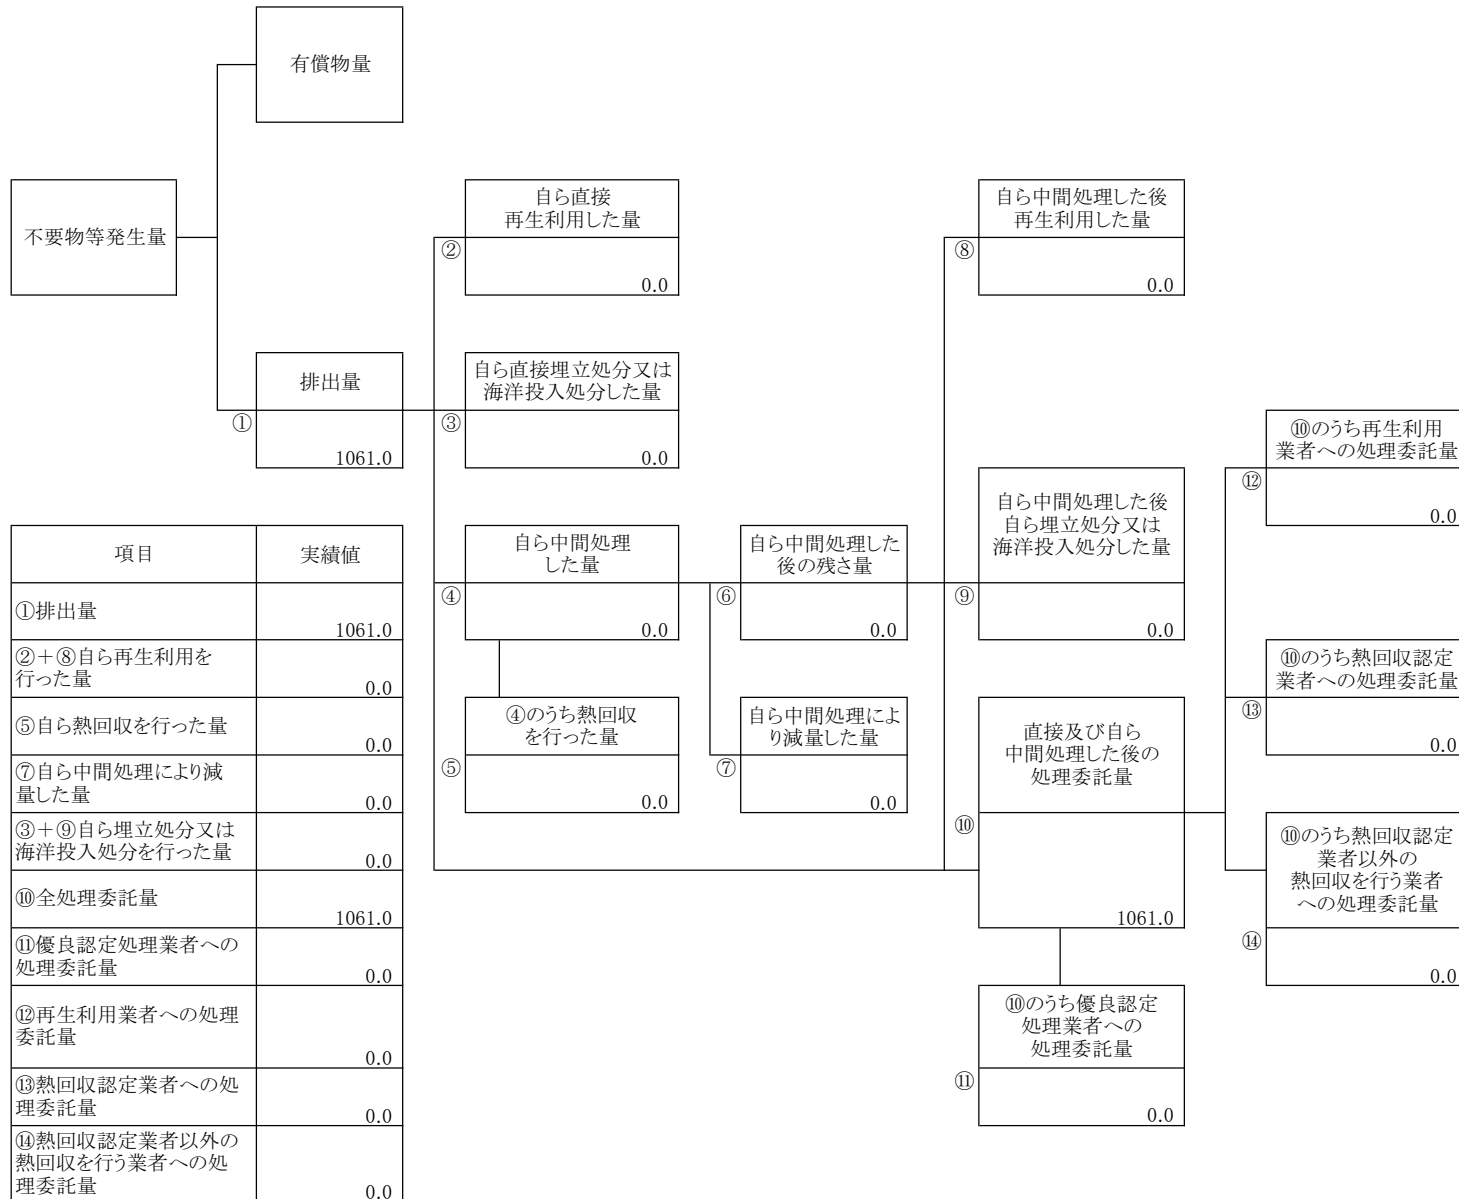 有償物量
不要物等発生量
自ら直接
再生利用した量
②
0.0
自ら中間処理した後
再生利用した量
⑧
0.0
排出量
①
1061.0
自ら直接埋立処分又は
海洋投入処分した量
③
0.0
⑩のうち再生利用
業者への処理委託量
⑫
0.0
自ら中間処理
した量
④
0.0
自ら中間処理した
後の残さ量
⑥
0.0
自ら中間処理した後
自ら埋立処分又は
海洋投入処分した量
⑨
0.0
⑩のうち熱回収認定
業者への処理委託量
⑬
0.0
④のうち熱回収
を行った量
⑤
0.0
自ら中間処理によ
り減量した量
⑦
0.0
直接及び自ら
中間処理した後の
処理委託量
⑩
1061.0
⑩のうち熱回収認定
業者以外の
熱回収を行う業者
への処理委託量
⑭
0.0
⑩のうち優良認定
処理業者への
処理委託量
⑪
0.0
項目 実績値
①排出量
1061.0
②＋⑧自ら再生利用を
行った量
0.0
⑤自ら熱回収を行った量
0.0
⑦自ら中間処理により減
量した量
0.0
③＋⑨自ら埋立処分又は
海洋投入処分を行った量
0.0
⑩全処理委託量
1061.0
⑪優良認定処理業者への
処理委託量
0.0
⑫再生利用業者への処理
委託量
0.0
⑬熱回収認定業者への処
理委託量
0.0
⑭熱回収認定業者以外の
熱回収を行う業者への処
理委託量
0.0